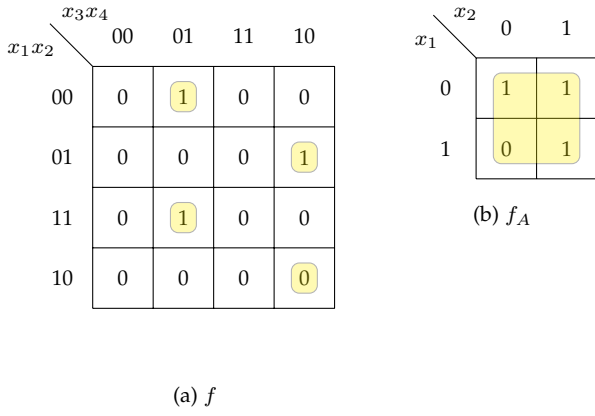 x₃x₄
x₁x₂
00 01 11 10
00 0 1 0 0
01 0 0 0 1
11 0 1 0 0
10 0 0 0 0
(a) f
x₂
x₁
0 1
0 1 1
1 0 1
(b) f_A